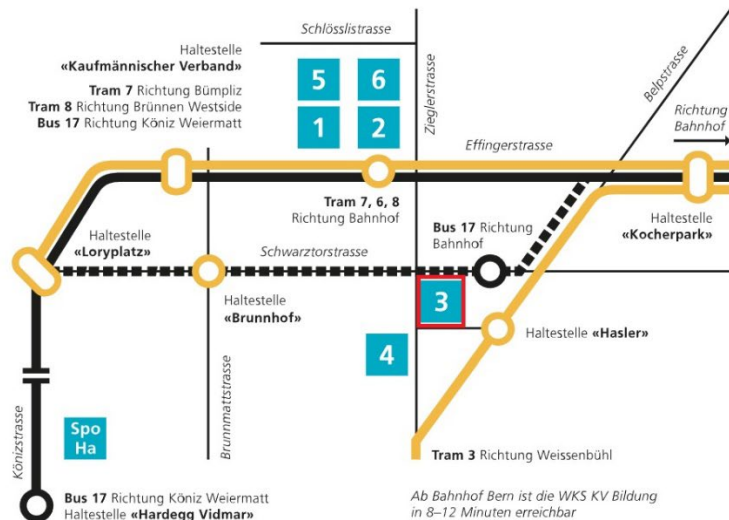 Schlösslistrasse
Haltestelle
«Kaufmännischer Verband»
Tram 7 Richtung Bümpliz
Tram 8 Richtung Brünnen Westside
Bus 17 Richtung Köniz Weiermatt
5 6
1 2
Zieglerstrasse
Belpstrasse
Richtung
Bahnhof
Effingerstrasse
Tram 7, 6, 8
Richtung Bahnhof
Bus 17 Richtung
Bahnhof
Haltestelle
«Kocherpark»
Haltestelle
«Loryplatz»
Schwarztorstrasse
Haltestelle
«Brunnhof»
3
Haltestelle «Hasler»
4
Könizstrasse
Spo
Ha
Brunnmattstrasse
Tram 3 Richtung Weissenbühl
Bus 17 Richtung Köniz Weiermatt
Haltestelle «Hardegg Vidmar»
Ab Bahnhof Bern ist die WKS KV Bildung
in 8–12 Minuten erreichbar